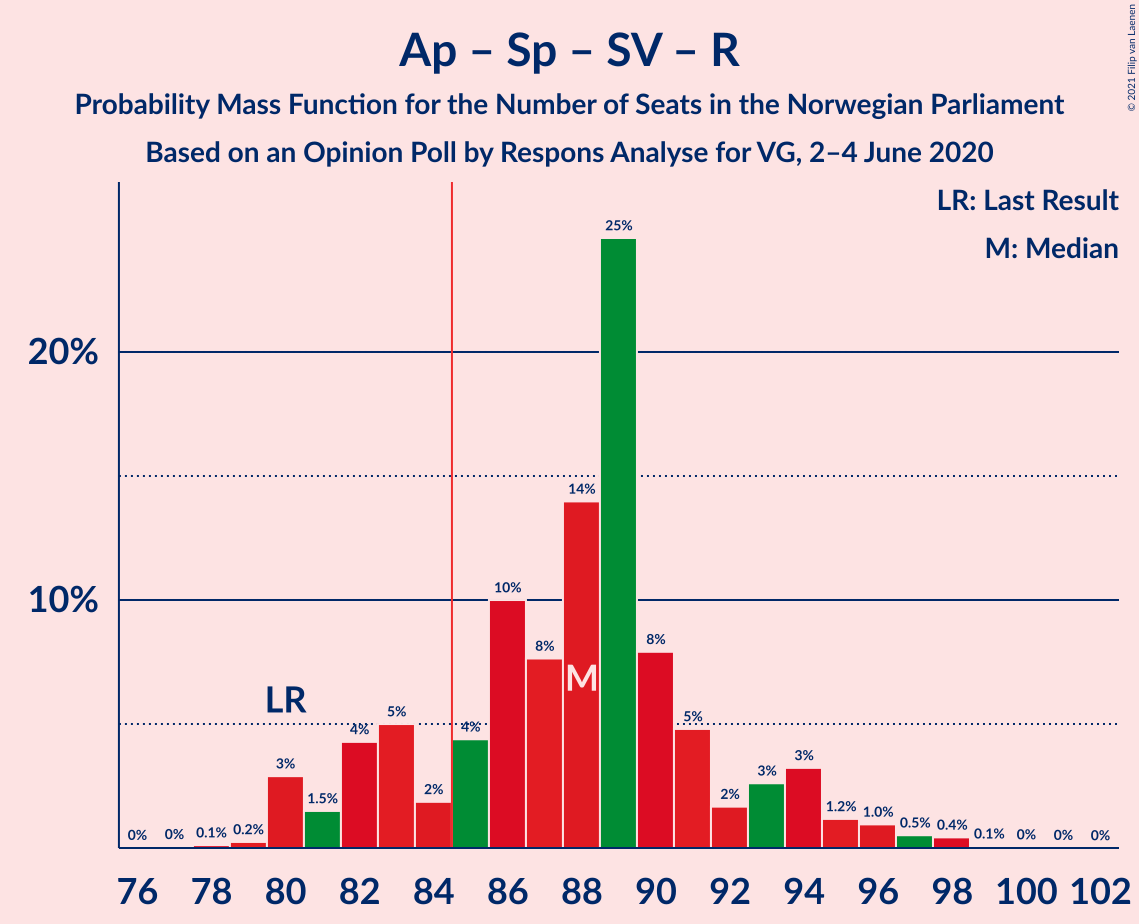 Ap – Sp – SV – R
Probability Mass Function for the Number of Seats in the Norwegian Parliament
Based on an Opinion Poll by Respons Analyse for VG, 2–4 June 2020
© 2021 Filip van Laenen
LR: Last Result
M: Median
20%
10%
LR
M
0% 0% 0.1% 0.2% 3% 1.5% 4% 5% 2% 4% 10% 8% 14% 25% 8% 5% 2% 3% 3% 1.2% 1.0% 0.5% 0.4% 0.1% 0% 0% 0%
76 78 80 82 84 86 88 90 92 94 96 98 100 102